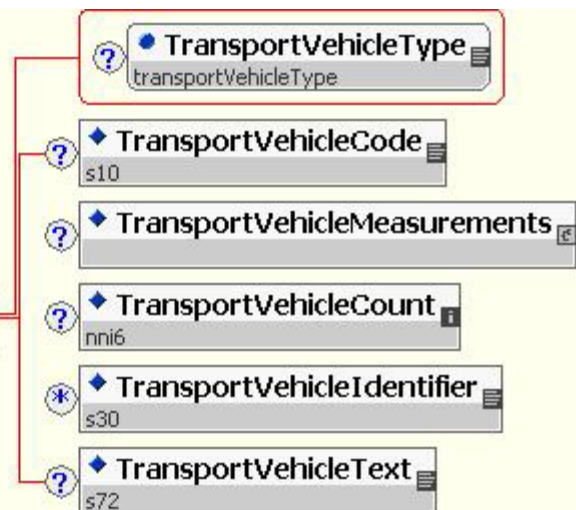 ? TransportVehicleType
transportVehicleType
? TransportVehicleCode
s10
? TransportVehicleMeasurements
? TransportVehicleCount i
nni6
* TransportVehicleIdentifier
s30
? TransportVehicleText
s72